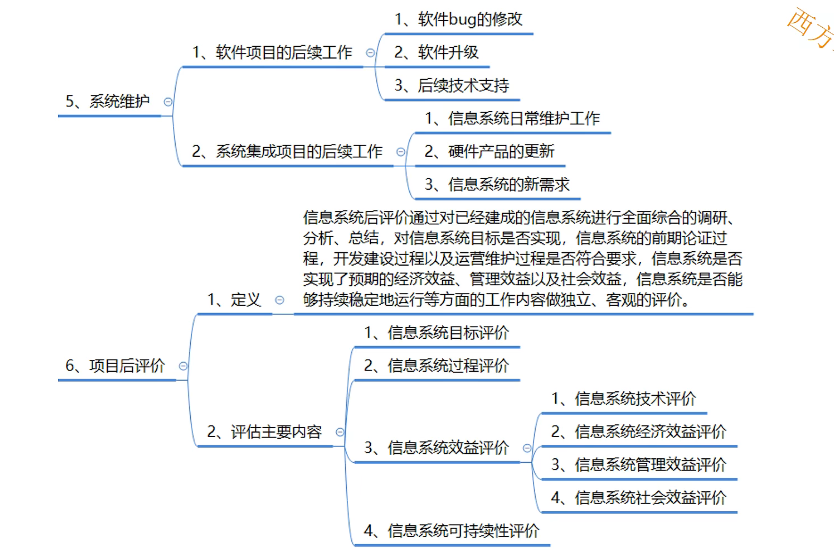 西方
1、软件bug的修改
1、软件项目的后续工作
2、软件升级
3、后续技术支持
5、系统维护
1、信息系统日常维护工作
2、系统集成项目的后续工作
2、硬件产品的更新
3、信息系统的新需求
信息系统后评价通过对已经建成的信息系统进行全面综合的调研、
分析、总结，对信息系统目标是否实现，信息系统的前期论证过
程，开发建设过程以及运营维护过程是否符合要求，信息系统是否
实现了预期的经济效益、管理效益以及社会效益，信息系统是否能
够持续稳定地运行等方面的工作内容做独立、客观的评价。
1、定义
6、项目后评价
1、信息系统目标评价
2、信息系统过程评价
2、评估主要内容
3、信息系统效益评价
1、信息系统技术评价
2、信息系统经济效益评价
3、信息系统管理效益评价
4、信息系统社会效益评价
4、信息系统可持续性评价